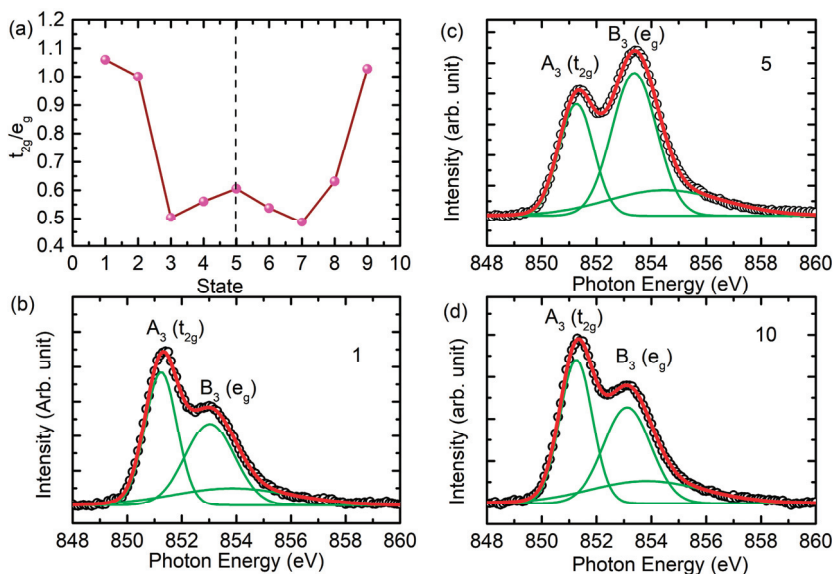 (a)
t2g/eg
1.2
1.1
1.0
0.9
0.8
0.7
0.6
0.5
0.4
0 1 2 3 4 5 6 7 8 9 10
State
(b)
A3 (t2g)
B3 (eg)
1
Intensity (Arb. unit)
848 850 852 854 856 858 860
Photon Energy (eV)
(c)
A3 (t2g)
B3 (eg)
5
Intensity (arb. unit)
848 850 852 854 856 858 860
Photon Energy (eV)
(d)
A3 (t2g)
B3 (eg)
10
Intensity (arb. unit)
848 850 852 854 856 858 860
Photon Energy (eV)